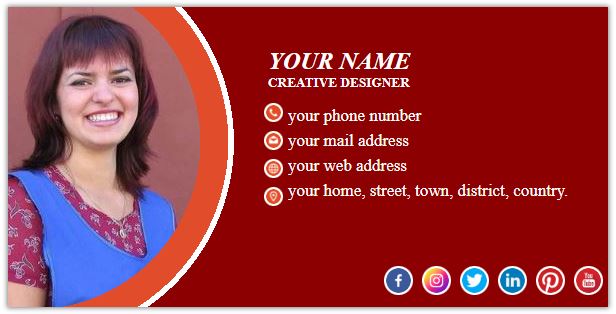 YOUR NAME
CREATIVE DESIGNER
your phone number
your mail address
your web address
your home, street, town, district, country.